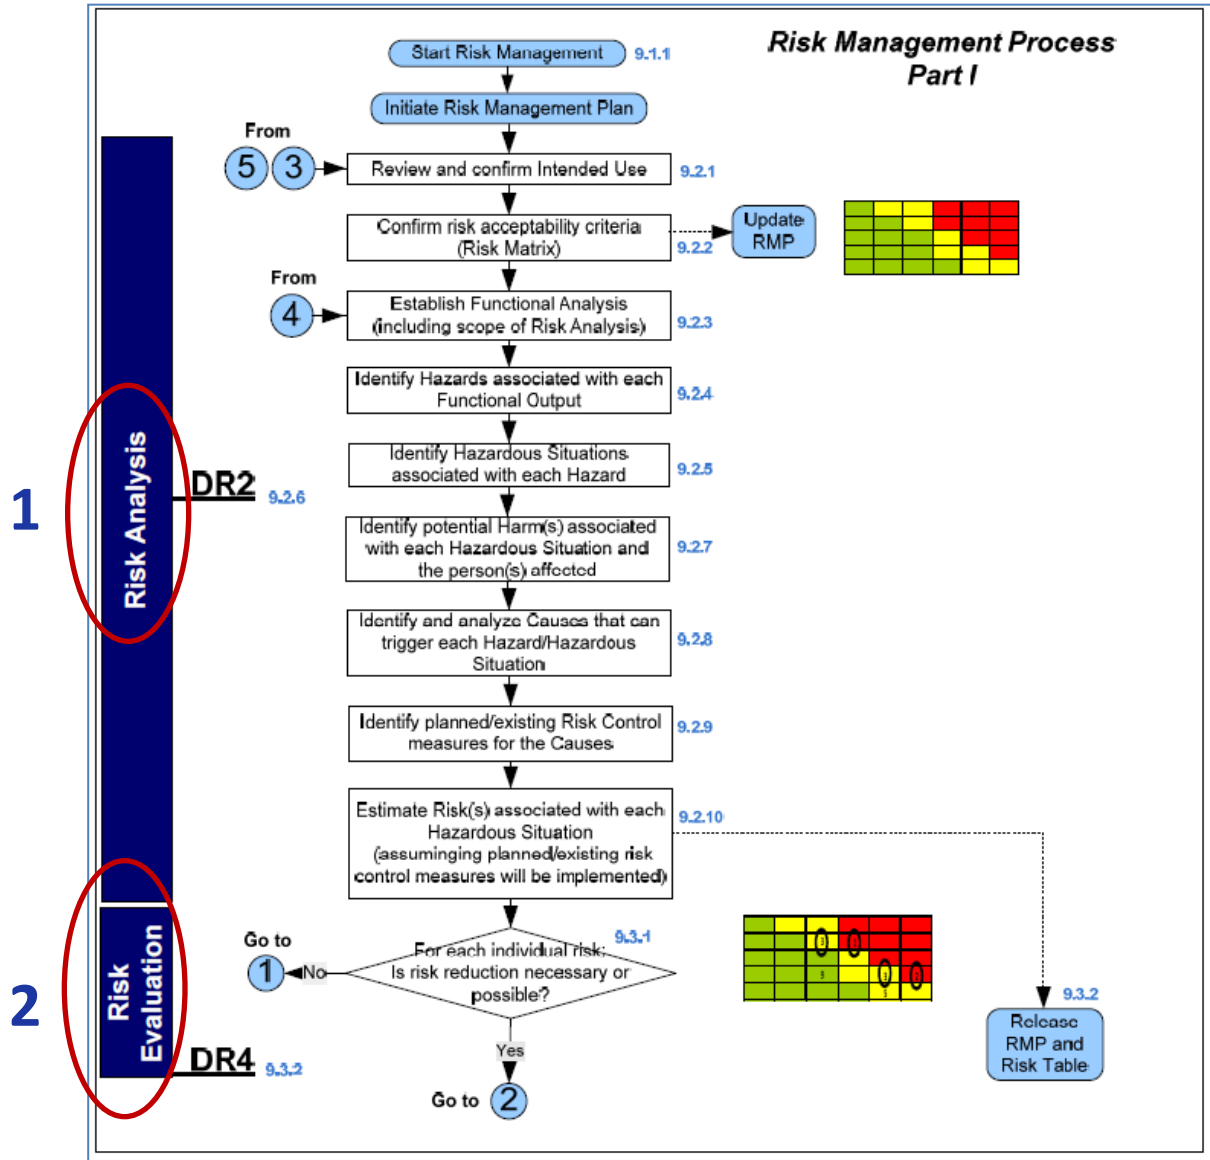 Risk Management Process
Part I
Start Risk Management
9.1.1
Initiate Risk Management Plan
From
5
3
Review and confirm Intended Use
9.2.1
Confirm risk acceptability criteria
(Risk Matrix)
9.2.2
Update
RMP
From
4
Establish Functional Analysis
(including scope of Risk Analysis)
9.2.3
Identify Hazards associated with each
Functional Output
9.2.4
Identify Hazardous Situations
associated with each Hazard
9.2.5
1
Risk Analysis
DR2
9.2.6
Identify potential Harm(s) associated
with each Hazardous Situation and
the person(s) affected
9.2.7
Identify and analyze Causes that can
trigger each Hazard/Hazardous
Situation
9.2.8
Identify planned/existing Risk Control
measures for the Causes
9.2.9
Estimate Risk(s) associated with each
Hazardous Situation
(assuminging planned/existing risk
control measures will be implemented)
9.2.10
2
Risk
Evaluation
DR4
9.3.2
For each individual risk:
Is risk reduction necessary or
possible?
9.3.1
Go to
1
No
Yes
Go to
2
9.3.2
Release
RMP and
Risk Table